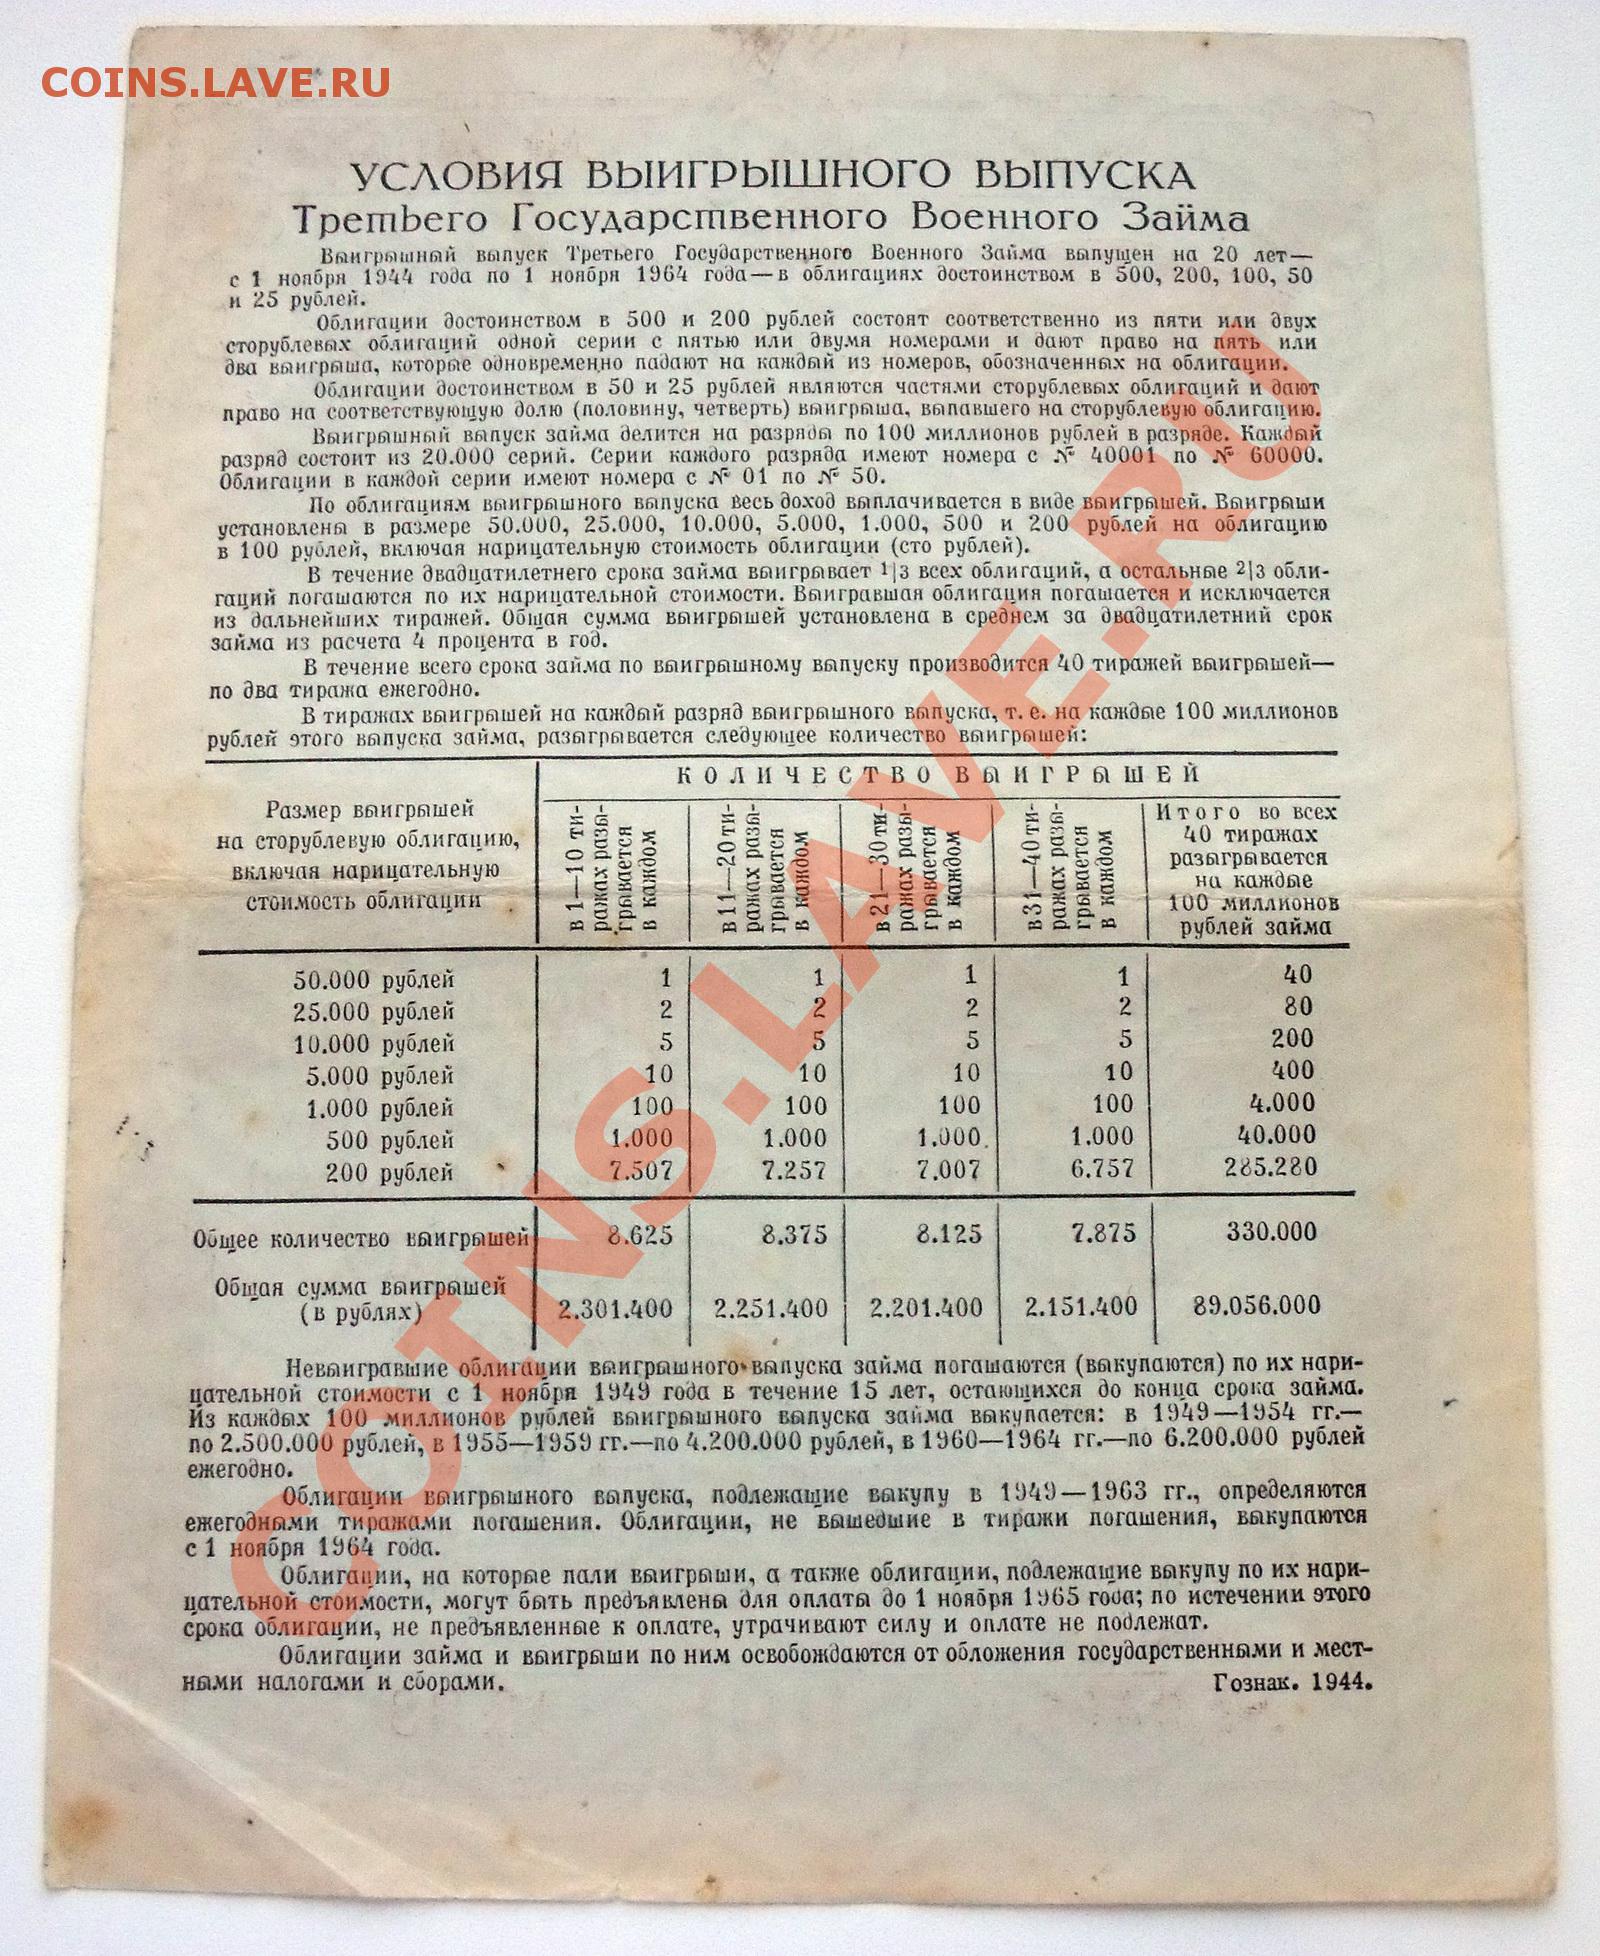 COINS.LAVE.RU
УСЛОВИЯ ВЫИГРЫШНОГО ВЫПУСКА
Третьего Государственного Военного Займа
Выигрышный выпуск Третьего Государственного Военного Займа выпущен на 20 лет—
с 1 ноября 1944 года по 1 ноября 1964 года—в облигациях достоинством в 500, 200, 100, 50
и 25 рублей.
Облигации достоинством в 500 и 200 рублей состоят соответственно из пяти или двух
сторублевых облигаций одной серии с пятью или двумя номерами и дают право на пять или
два выигрыша, которые одновременно падают на каждый из номеров, обозначенных на облигации.
Облигации достоинством в 50 и 25 рублей являются частями сторублевых облигаций и дают
право на соответствующую долю (половину, четверть) выигрыша, выпавшего на сторублевую облигацию.
Выигрышный выпуск займа делится на разряды по 100 миллионов рублей в разряде. Каждый
разряд состоит из 20.000 серий. Серии каждого разряда имеют номера с № 40001 по № 60000.
Облигации в каждой серии имеют номера с № 01 по № 50.
По облигациям выигрышного выпуска весь доход выплачивается в виде выигрышей. Выигрыши
установлены в размере 50.000, 25.000, 10.000, 5.000, 1.000, 500 и 200 рублей на облигацию
в 100 рублей, включая нарицательную стоимость облигации (сто рублей).
В течение двадцатилетнего срока займа выигрывает 1|3 всех облигаций, а остальные 2|3 обли-
гаций погашаются по их нарицательной стоимости. Выигравшая облигация погашается и исключается
из дальнейших тиражей. Общая сумма выигрышей установлена в среднем за двадцатилетний срок
займа из расчета 4 процента в год.
В течение всего срока займа по выигрышному выпуску производится 40 тиражей выигрышей—
по два тиража ежегодно.
В тиражах выигрышей на каждый разряд выигрышного выпуска, т. е. на каждые 100 миллионов
рублей этого выпуска займа, разыгрывается следующее количество выигрышей:
КОЛИЧЕСТВО ВЫИГРЫШЕЙ
Размер выигрышей
на сторублевую облигацию,
включая нарицательную
стоимость облигации
в 1—10 ти-
ражах разы-
грывается
в каждом
в 11—20 ти-
ражах разы-
грывается
в каждом
в 21—30 ти-
ражах разы-
грывается
в каждом
в 31—40 ти-
ражах разы-
грывается
в каждом
Итого во всех
40 тиражах
разыгрывается
на каждые
100 миллионов
рублей займа
50.000 рублей 1 1 1 1 40
25.000 рублей 2 2 2 2 80
10.000 рублей 5 5 5 5 200
5.000 рублей 10 10 10 10 400
1.000 рублей 100 100 100 100 4.000
500 рублей 1.000 1.000 1.000 1.000 40.000
200 рублей 7.507 7.257 7.007 6.757 285.280
Общее количество выигрышей 8.625 8.375 8.125 7.875 330.000
Общая сумма выигрышей
(в рублях) 2.301.400 2.251.400 2.201.400 2.151.400 89.056.000
Невыигравшие облигации выигрышного выпуска займа погашаются (выкупаются) по их нари-
цательной стоимости с 1 ноября 1949 года в течение 15 лет, остающихся до конца срока займа.
Из каждых 100 миллионов рублей выигрышного выпуска займа выкупается: в 1949—1954 гг.—
по 2.500.000 рублей, в 1955—1959 гг.—по 4.200.000 рублей, в 1960—1964 гг.—по 6.200.000 рублей
ежегодно.
Облигации выигрышного выпуска, подлежащие выкупу в 1949—1963 гг., определяются
ежегодными тиражами погашения. Облигации, не вышедшие в тиражи погашения, выкупаются
с 1 ноября 1964 года.
Облигации, на которые пали выигрыши, а также облигации, подлежащие выкупу по их нари-
цательной стоимости, могут быть предъявлены для оплаты до 1 ноября 1965 года; по истечении этого
срока облигации, не предъявленные к оплате, утрачивают силу и оплате не подлежат.
Облигации займа и выигрыши по ним освобождаются от обложения государственными и мест-
ными налогами и сборами.
Гознак. 1944.
COINS.LAVE.RU